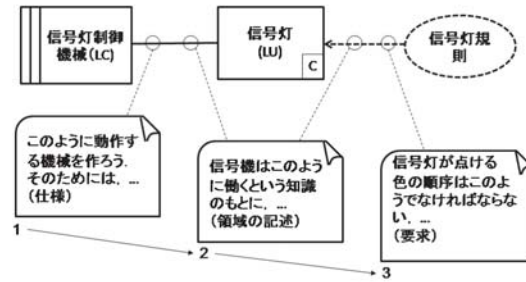 信号灯制御
機械(LC)
信号灯
(LU)
C
信号灯規
則
このように動作す
る機械を作ろう.
そのためには, ...
(仕様)
信号機はこのよう
に働くという知識
のもとに, ...
(領域の記述)
信号灯が点ける
色の順序はこのよ
うでなければならな
い, ...
(要求)
1
2
3